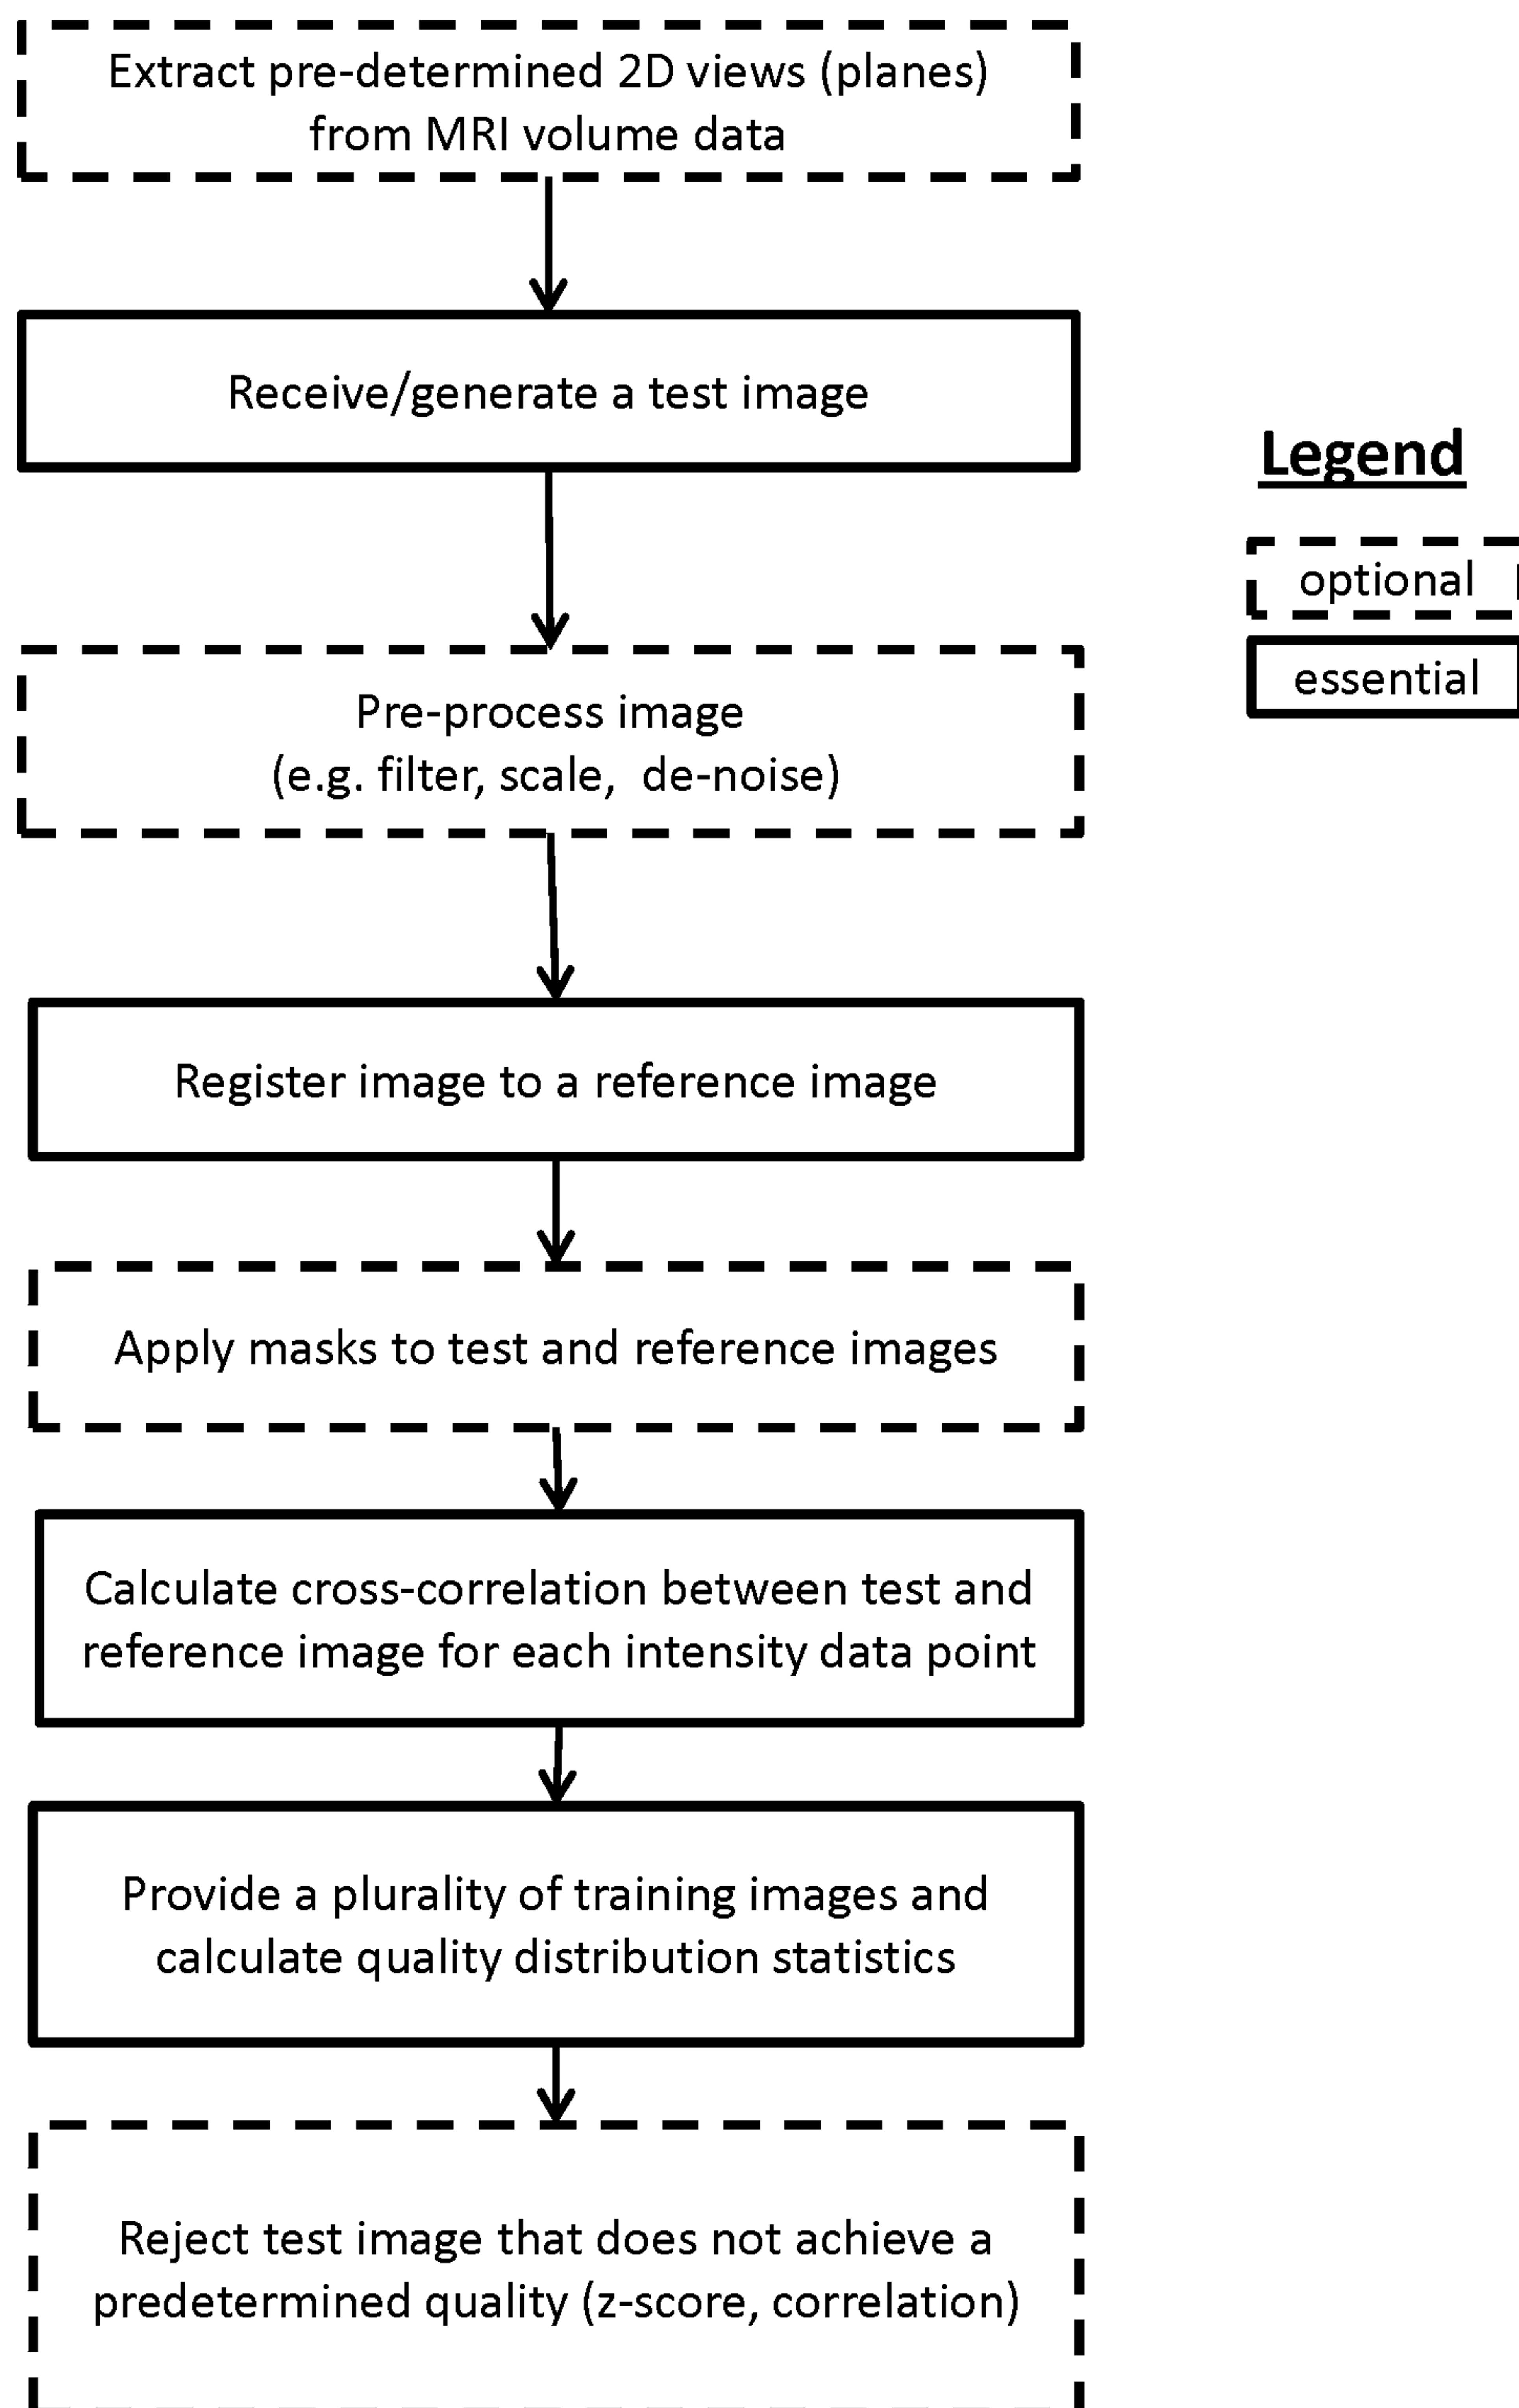 Extract pre-determined 2D views (planes)
from MRI volume data
Receive/generate a test image
Legend
optional
essential
Pre-process image
(e.g. filter, scale, de-noise)
Register image to a reference image
Apply masks to test and reference images
Calculate cross-correlation between test and
reference image for each intensity data point
Provide a plurality of training images and
calculate quality distribution statistics
Reject test image that does not achieve a
predetermined quality (z-score, correlation)